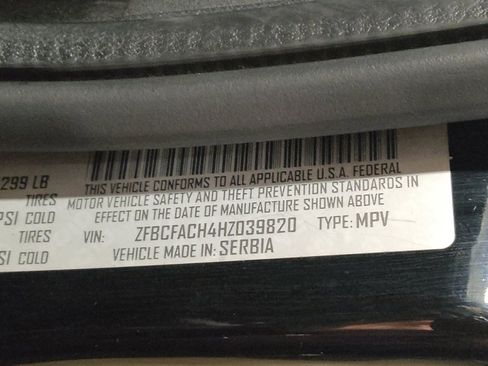 299 LB
THIS VEHICLE CONFORMS TO ALL APPLICABLE U.S.A. FEDERAL
TIRES
MOTOR VEHICLE SAFETY AND THEFT PREVENTION STANDARDS IN
PSI COLD
EFFECT ON THE DATE OF MANUFACTURE SHOWN ABOVE
TIRES
VIN: ZFBCFACH4HZ039820 TYPE: MPV
SI COLD
VEHICLE MADE IN: SERBIA